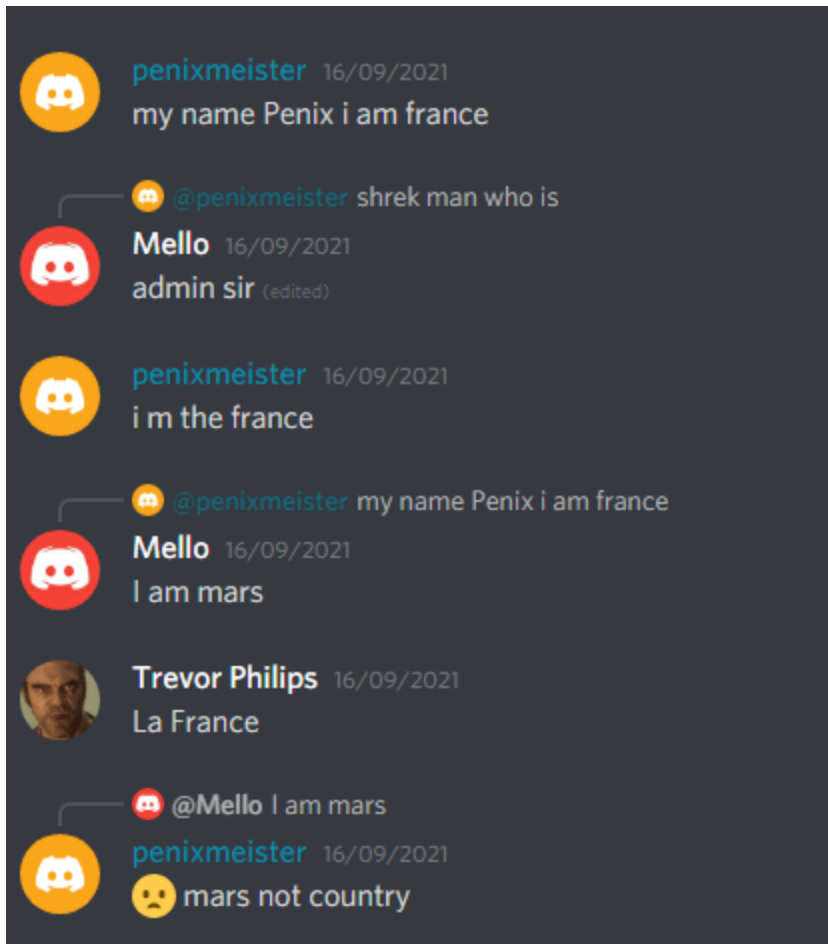 penixmeister 16/09/2021
my name Penix i am france
@penixmeister shrek man who is
Mello 16/09/2021
admin sir (edited)
penixmeister 16/09/2021
i m the france
@penixmeister my name Penix i am france
Mello 16/09/2021
I am mars
Trevor Philips 16/09/2021
La France
@Mello I am mars
penixmeister 16/09/2021
mars not country